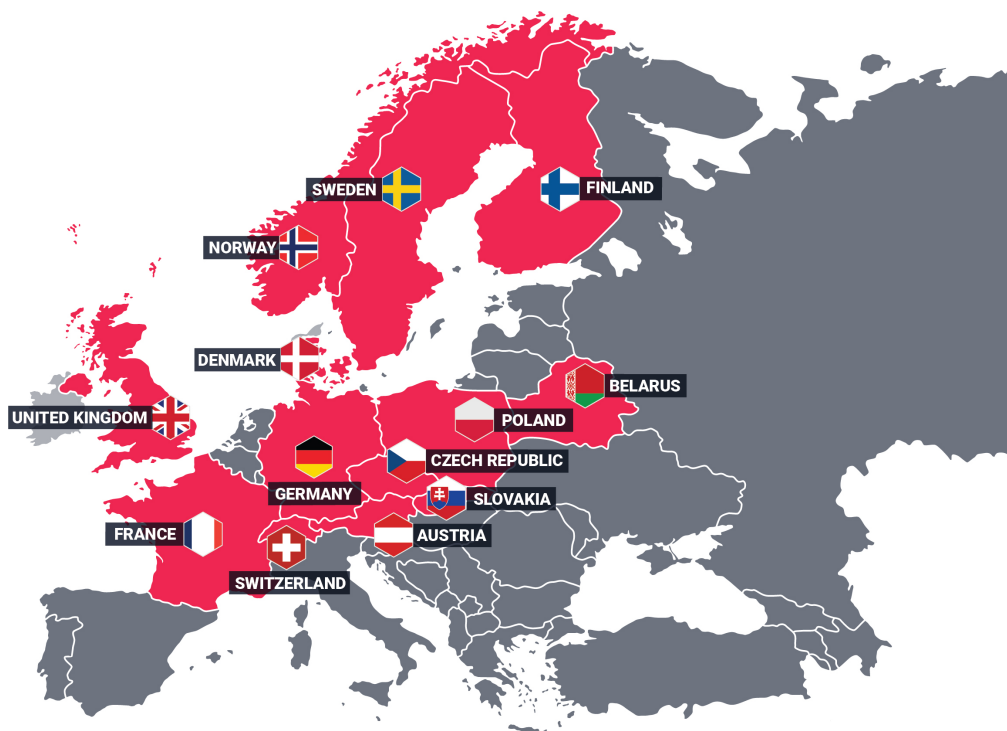 SWEDEN
FINLAND
NORWAY
DENMARK
BELARUS
UNITED KINGDOM
POLAND
CZECH REPUBLIC
GERMANY
SLOVAKIA
FRANCE
AUSTRIA
SWITZERLAND